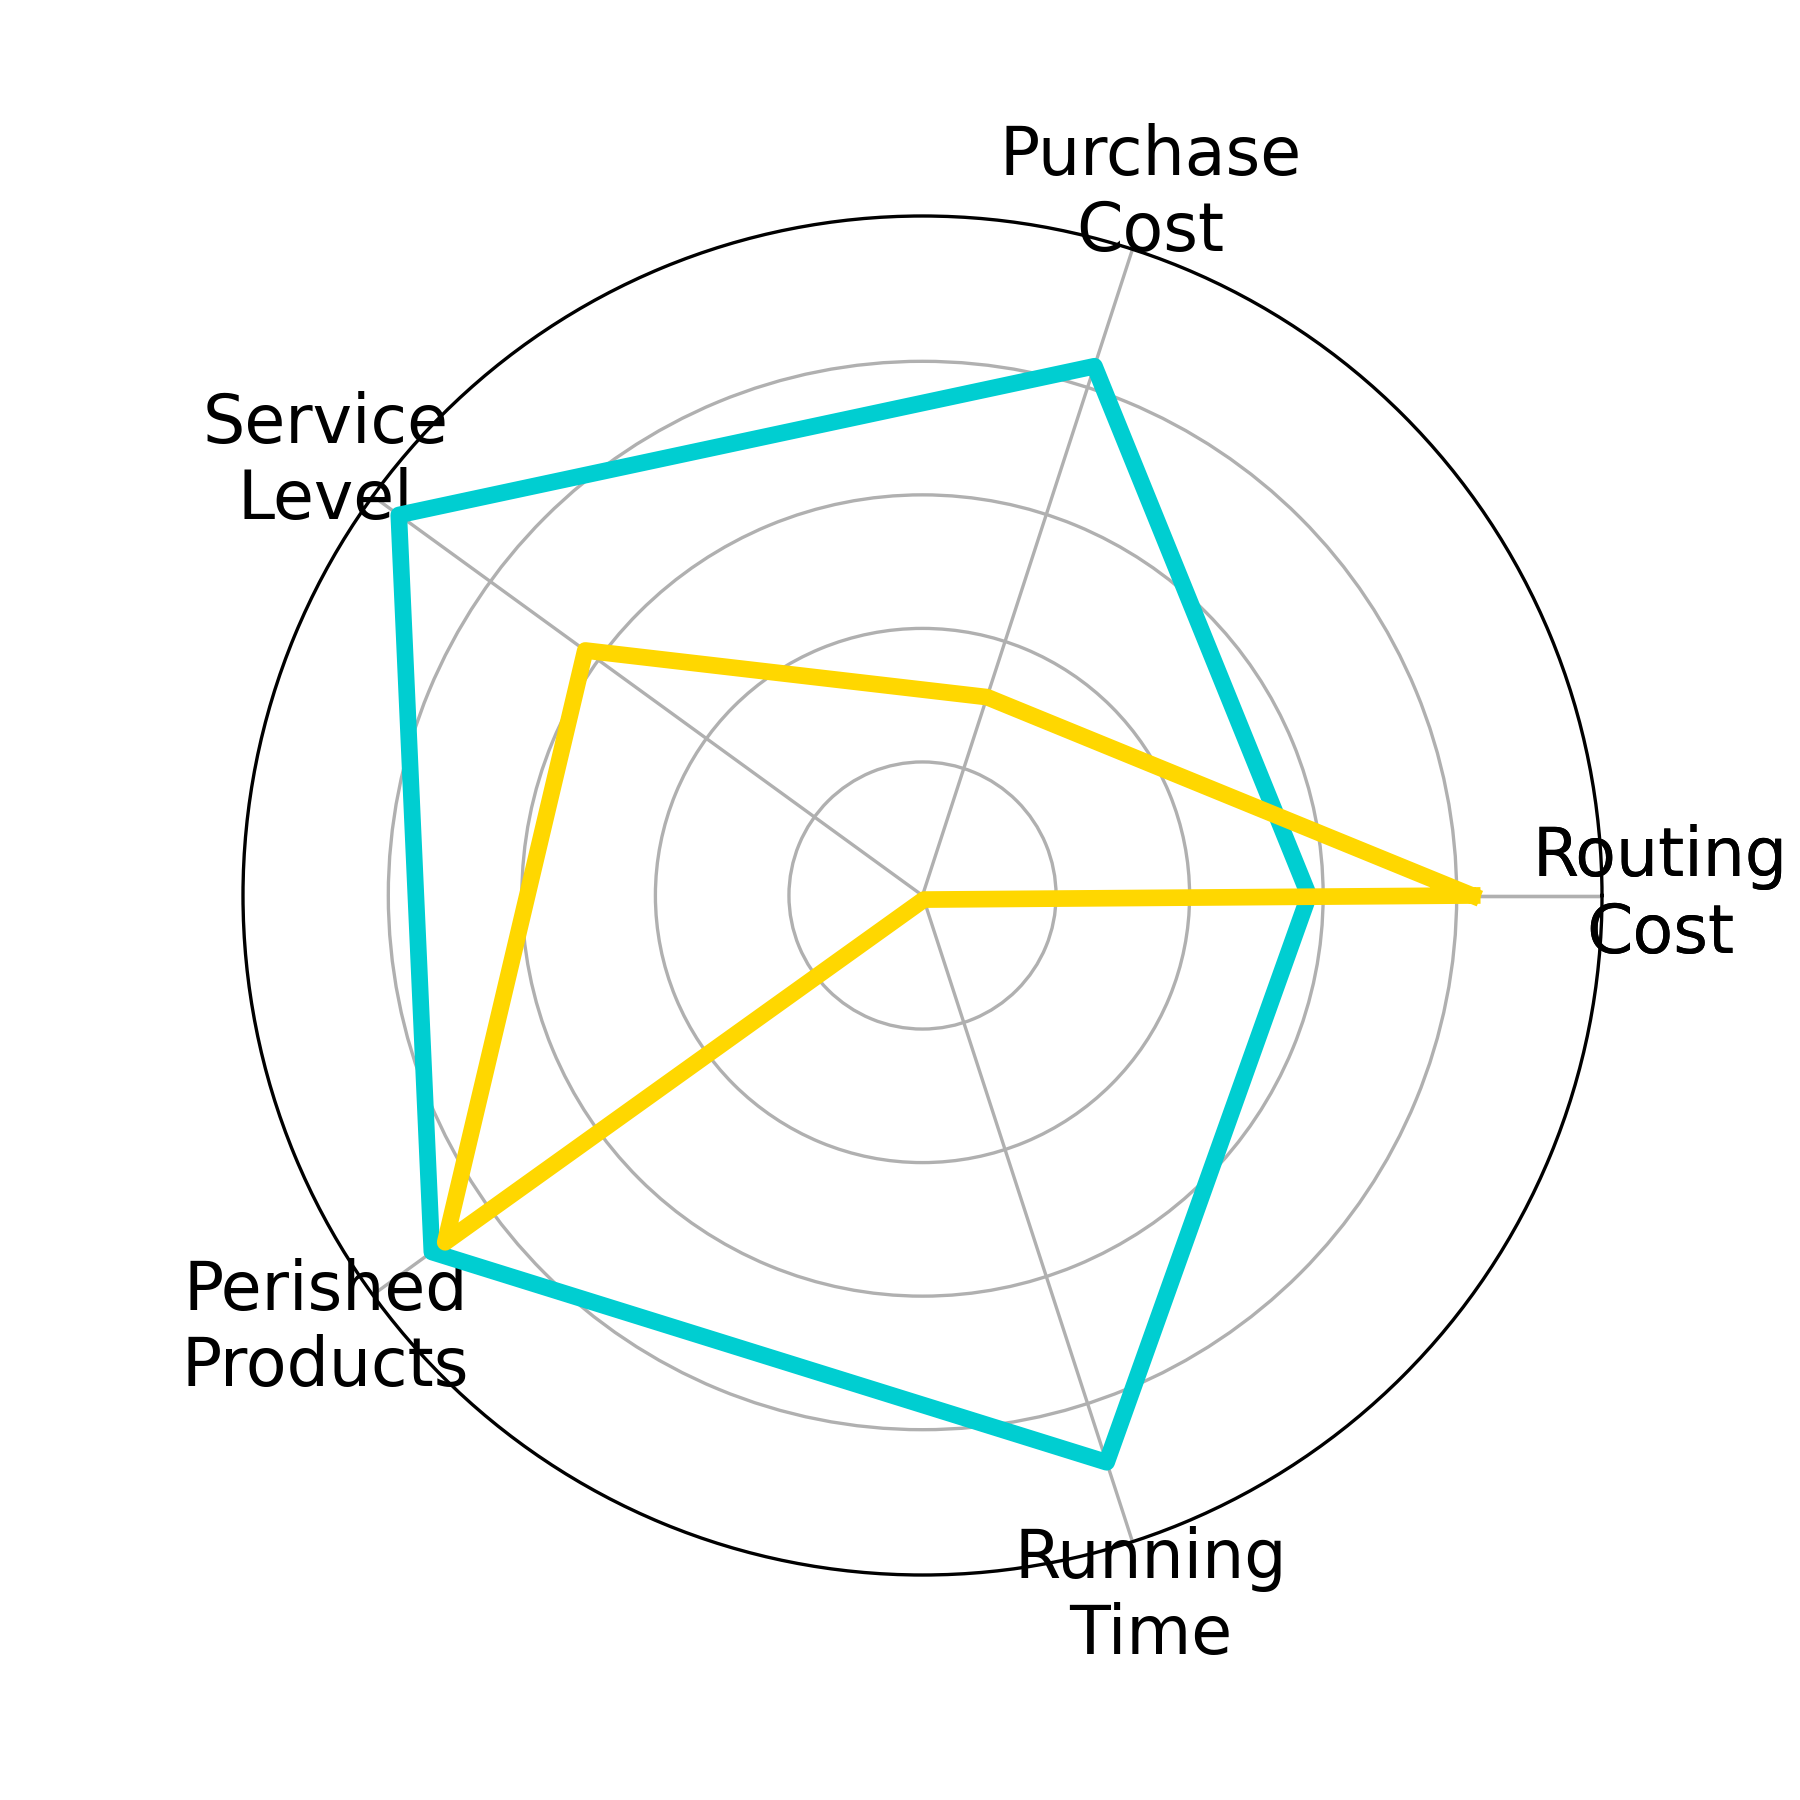 Purchase
Cost
Service
Level
Routing
Cost
Perished
Products
Running
Time